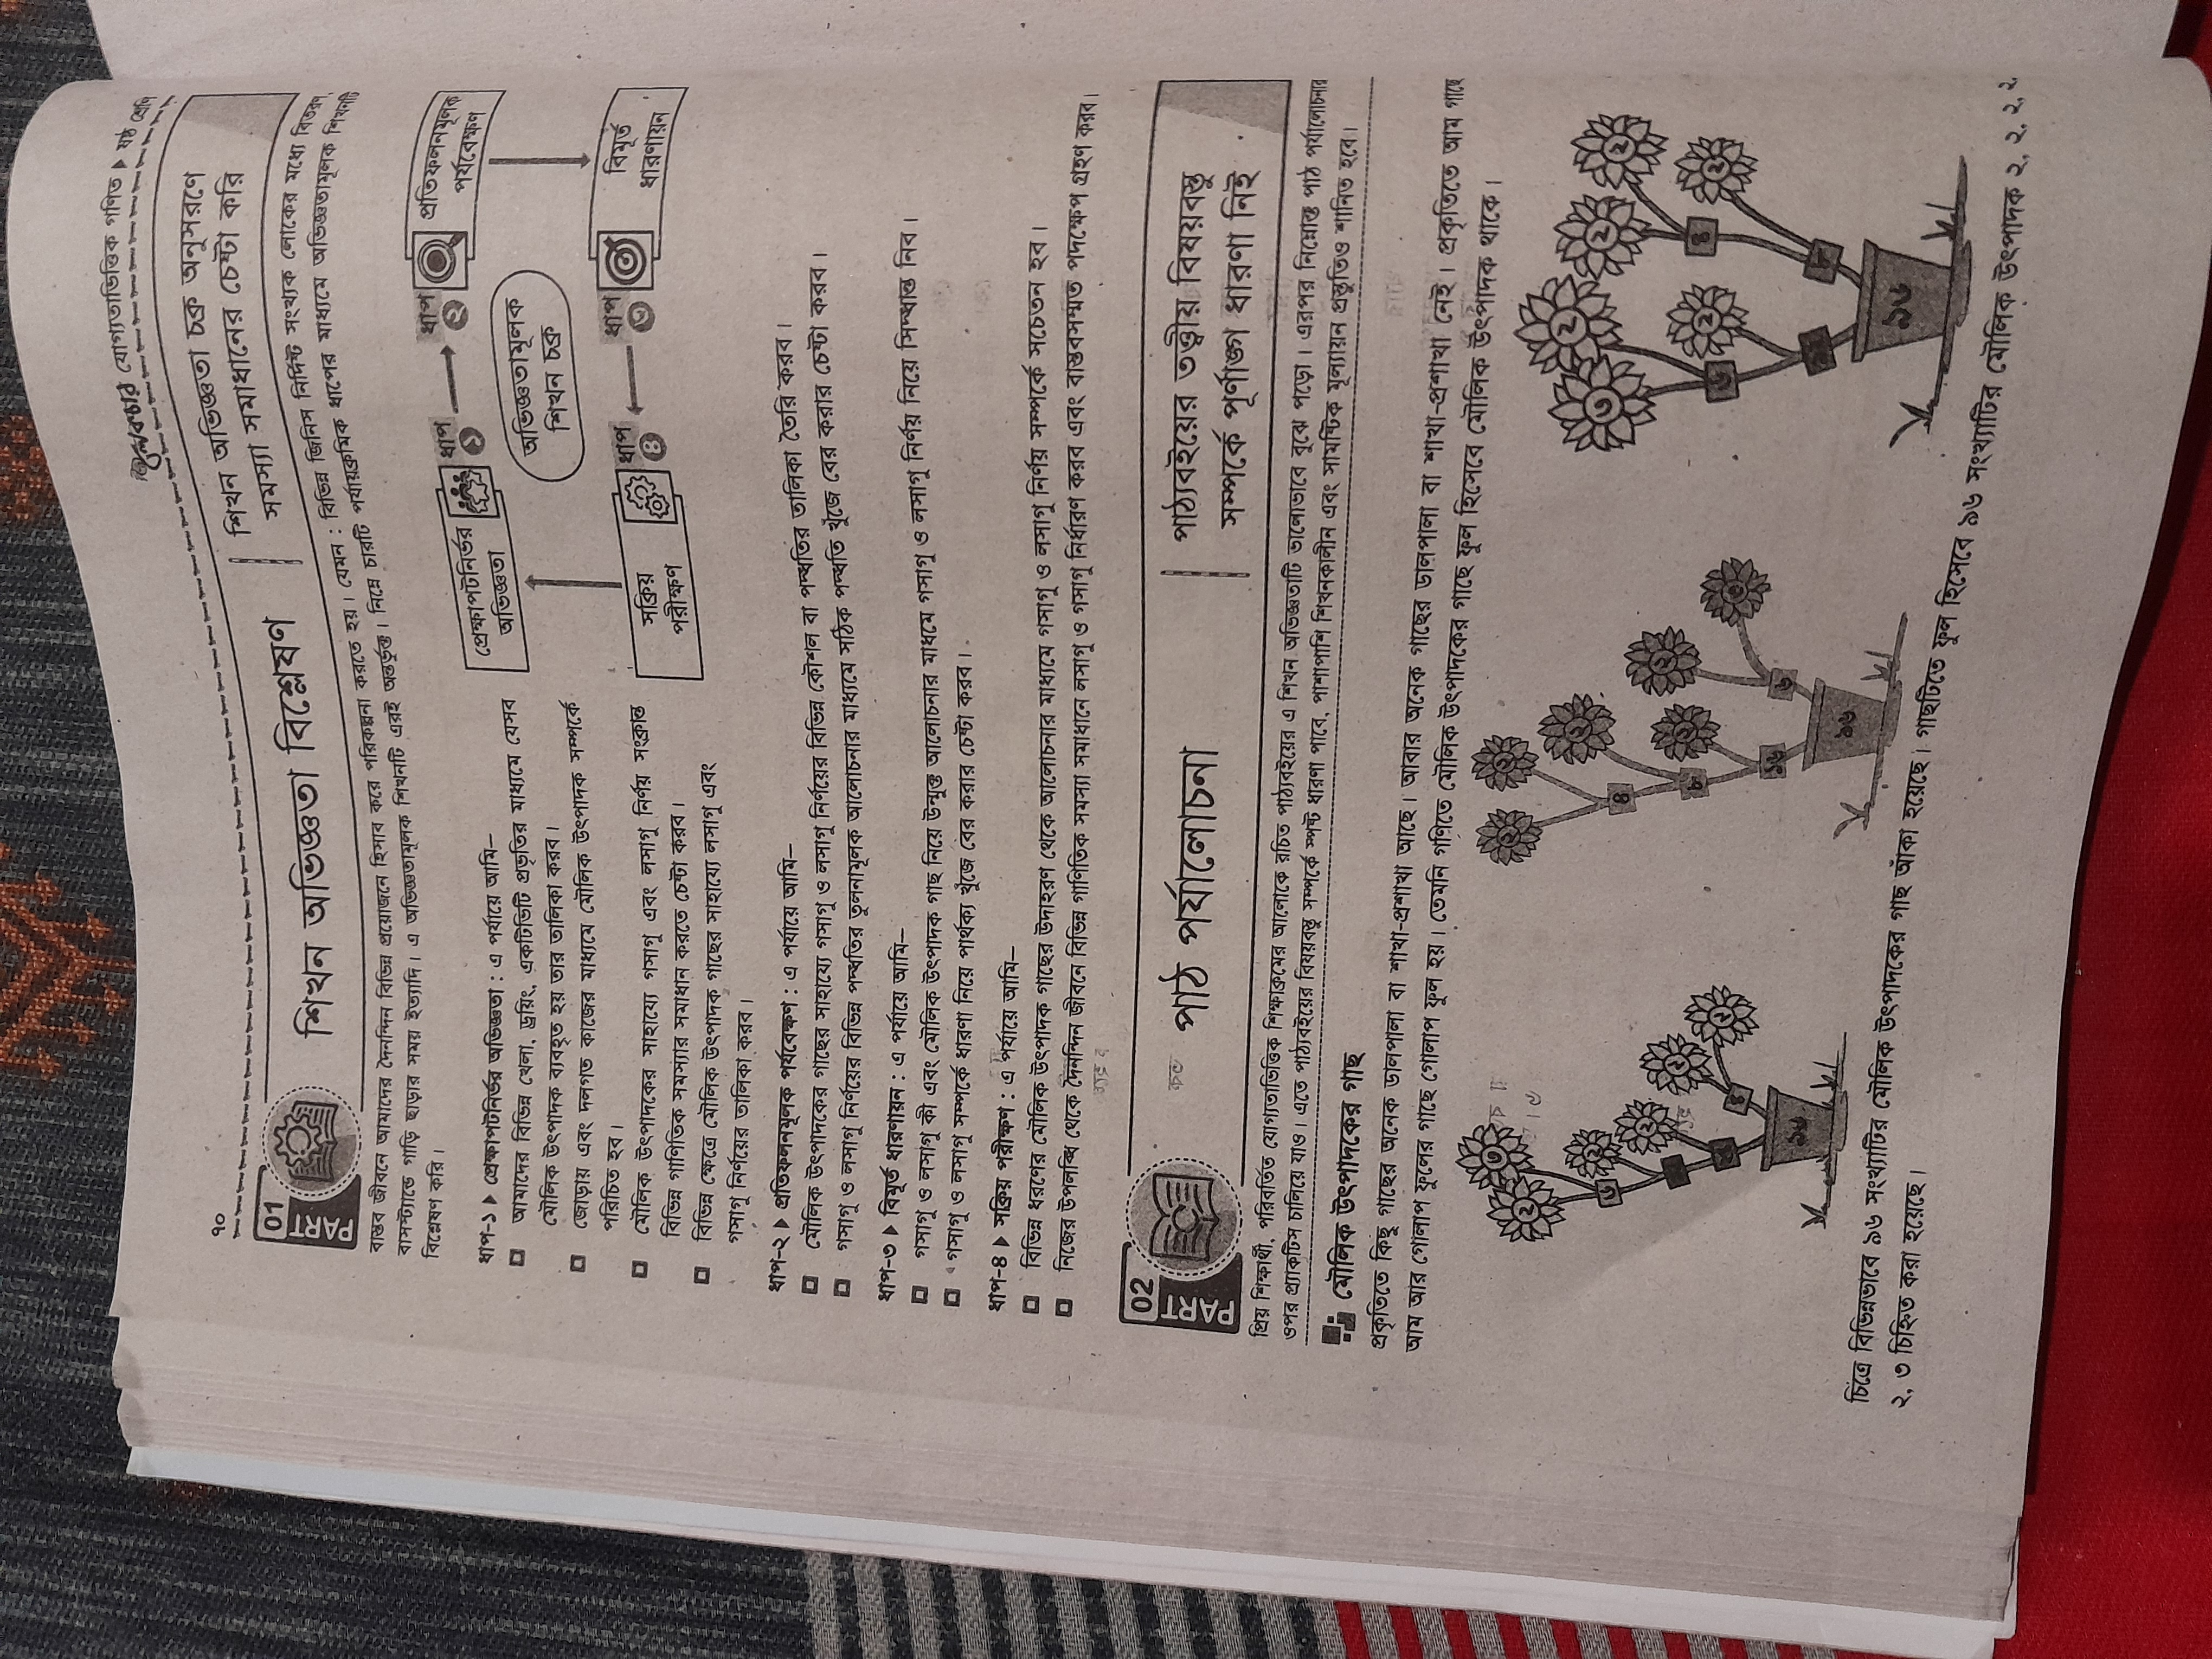 লেকচার যোগ্যতাভিত্তিক গণিত ▶ ষষ্ঠ শ্রেণি
৭০
PART 01
শিখন অভিজ্ঞতা বিশ্লেষণ
শিখন অভিজ্ঞতা চক্র অনুসরণে
সমস্যা সমাধানের চেষ্টা করি
বাস্তব জীবনে আমাদের দৈনন্দিন বিভিন্ন প্রয়োজনে হিসাব করে পরিকল্পনা করতে হয়। যেমন : বিভিন্ন জিনিস নির্দিষ্ট সংখ্যক লোকের মধ্যে বিতরণ,
বাসস্ট্যান্ডে গাড়ি ছাড়ার সময় ইত্যাদি। এ অভিজ্ঞতামূলক শিখনটি এরই অন্তর্ভুক্ত। নিম্নে চারটি পর্যায়ক্রমিক ধাপের মাধ্যমে অভিজ্ঞতামূলক শিখনটি
বিশ্লেষণ করি।
ধাপ-১ ▶ প্রেক্ষাপটনির্ভর অভিজ্ঞতা : এ পর্যায়ে আমি–
আমাদের বিভিন্ন খেলা, ড্রয়িং, একটিভিটি প্রভৃতির মাধ্যমে যেসব
মৌলিক উৎপাদক ব্যবহৃত হয় তার তালিকা করব।
জোড়ায় এবং দলগত কাজের মাধ্যমে মৌলিক উৎপাদক সম্পর্কে
পরিচিত হব।
মৌলিক উৎপাদকের সাহায্যে গসাগু এবং লসাগু নির্ণয় সংক্রান্ত
বিভিন্ন গাণিতিক সমস্যার সমাধান করতে চেষ্টা করব।
বিভিন্ন ক্ষেত্রে মৌলিক উৎপাদক গাছের সাহায্যে লসাগু এবং
গসাগু নির্ণয়ের তালিকা করব।
প্রেক্ষাপটনির্ভর
অভিজ্ঞতা
ধাপ
১
ধাপ
২
প্রতিফলনমূলক
পর্যবেক্ষণ
অভিজ্ঞতামূলক
শিখন চক্র
সক্রিয়
পরীক্ষণ
ধাপ
৪
ধাপ
৩
বিমূর্ত
ধারণায়ন
ধাপ-২ ▶ প্রতিফলনমূলক পর্যবেক্ষণ : এ পর্যায়ে আমি–
মৌলিক উৎপাদকের গাছের সাহায্যে গসাগু ও লসাগু নির্ণয়ের বিভিন্ন কৌশল বা পদ্ধতির তালিকা তৈরি করব।
গসাগু ও লসাগু নির্ণয়ের বিভিন্ন পদ্ধতির তুলনামূলক আলোচনার মাধ্যমে সঠিক পদ্ধতি খুঁজে বের করার চেষ্টা করব।
ধাপ-৩ ▶ বিমূর্ত ধারণায়ন : এ পর্যায়ে আমি–
গসাগু ও লসাগু কী এবং মৌলিক উৎপাদক গাছ নিয়ে উন্মুক্ত আলোচনার মাধমে গসাগু ও লসাগু নির্ণয় নিয়ে সিদ্ধান্ত নিব।
গসাগু ও লসাগু সম্পর্কে ধারণা নিয়ে পার্থক্য খুঁজে বের করার চেষ্টা করব।
ধাপ-৪ ▶ সক্রিয় পরীক্ষণ : এ পর্যায়ে আমি–
বিভিন্ন ধরণের মৌলিক উৎপাদক গাছের উদাহরণ থেকে আলোচনার মাধ্যমে গসাগু ও লসাগু নির্ণয় সম্পর্কে সচেতন হব।
নিজের উপলব্ধি থেকে দৈনন্দিন জীবনে বিভিন্ন গাণিতিক সমস্যা সমাধানে লসাগু ও গসাগু নির্ধারণ করব এবং বাস্তবসম্মত পদক্ষেপ গ্রহণ করব।
PART 02
পাঠ পর্যালোচনা
পাঠ্যবইয়ের তত্ত্বীয় বিষয়বস্তু
সম্পর্কে পূর্ণাঙ্গ ধারণা নিই
প্রিয় শিক্ষার্থী, পরিবর্তিত যোগ্যতাভিত্তিক শিক্ষাক্রমের আলোকে রচিত পাঠ্যবইয়ের এ শিখন অভিজ্ঞতাটি ভালোভাবে বুঝে পড়ো। এরপর নিম্নোক্ত পাঠ পর্যালোচনার
ওপর প্র্যাকটিস চালিয়ে যাও। এতে পাঠ্যবইয়ের বিষয়বস্তু সম্পর্কে স্পষ্ট ধারণা পাবে, পাশাপাশি শিখনকালীন এবং সামষ্টিক মূল্যায়ন প্রস্তুতিও শানিত হবে।
মৌলিক উৎপাদকের গাছ
প্রকৃতিতে কিছু গাছের অনেক ডালপালা বা শাখা-প্রশাখা আছে। আবার অনেক গাছের ডালপালা বা শাখা-প্রশাখা নেই। প্রকৃতিতে আম গাছে
আম আর গোলাপ ফুলের গাছে গোলাপ ফুল হয়। তেমনি গণিতে মৌলিক উৎপাদকের গাছে ফুল হিসেবে মৌলিক উৎপাদক থাকে।
২ ৩
৬ ২
২
২
৪ ২
৯৬
২ ২
২
৪
৮ ২ ২
৩
১৬ ৬
৯৬
৩ ২ ২ ২
৬ ২ ৪ ২
৯৬
চিত্রে বিভিন্নভাবে ৯৬ সংখ্যাটির মৌলিক উৎপাদকের গাছ আঁকা হয়েছে। গাছটিতে ফুল হিসেবে ৯৬ সংখ্যাটির মৌলিক উৎপাদক ২, ২, ২, ২,
২, ৩ চিহ্নিত করা হয়েছে।